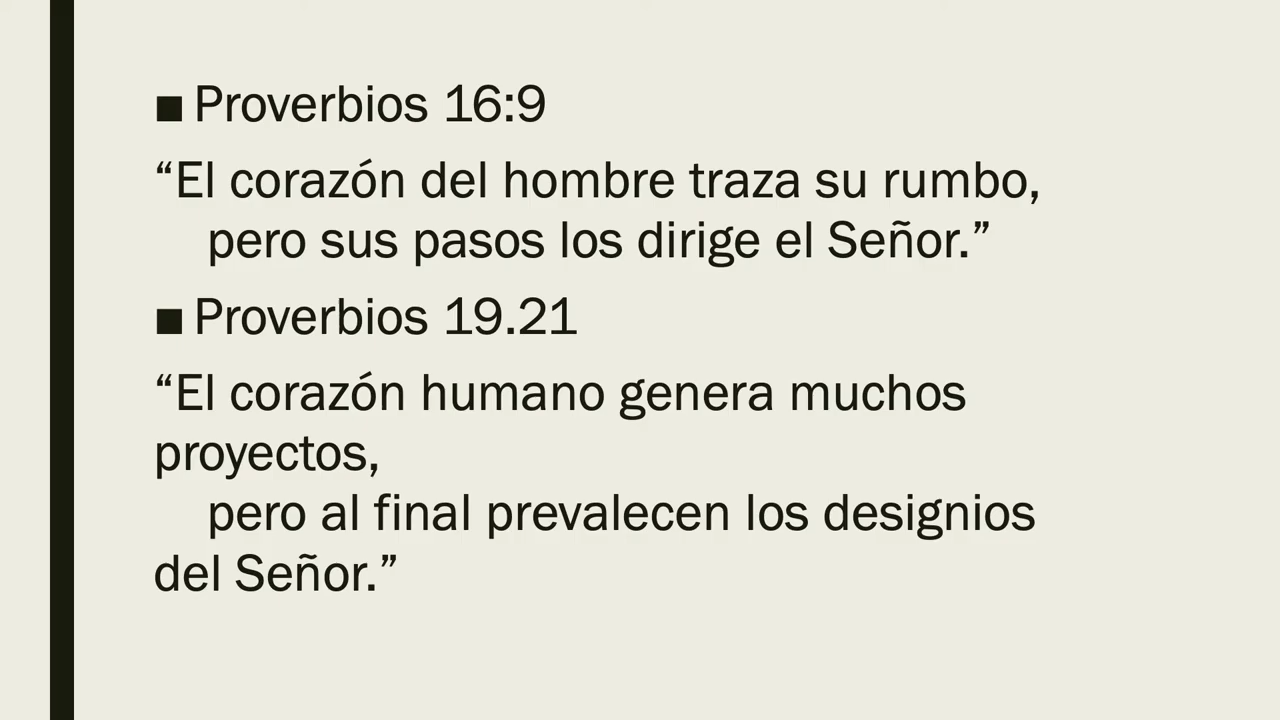 ■ Proverbios 16:9
“El corazón del hombre traza su rumbo,
pero sus pasos los dirige el Señor.”
■ Proverbios 19.21
“El corazón humano genera muchos
proyectos,
pero al final prevalecen los designios
del Señor.”